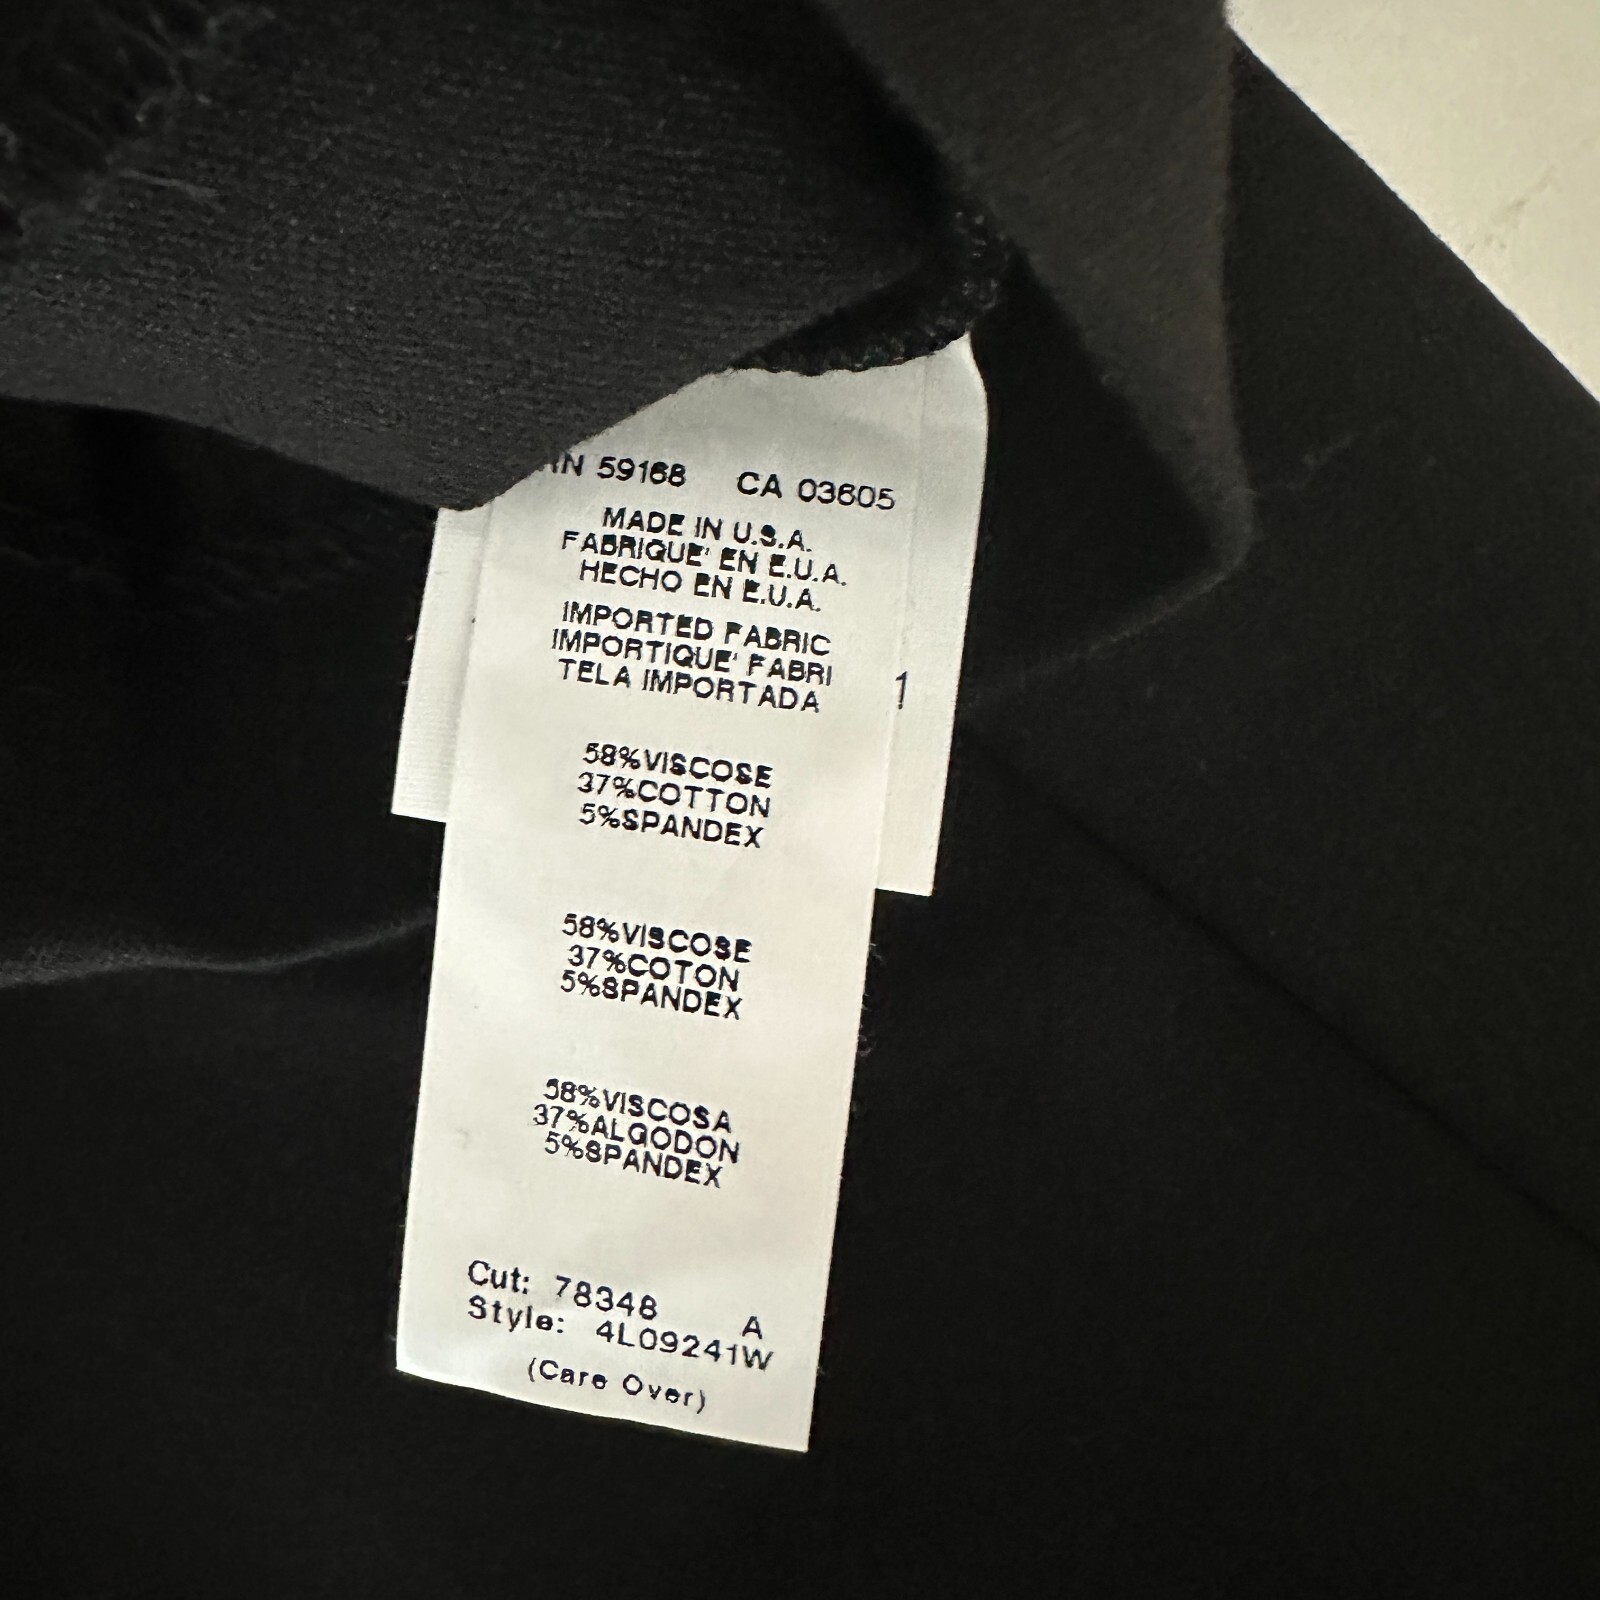 RN 59168 CA 03605
MADE IN U.S.A.
FABRIQUE' EN E.U.A.
HECHO EN E.U.A.
IMPORTED FABRIC
IMPORTIQUE' FABRI
TELA IMPORTADA
1
58%VISCOSE
37%COTTON
5%SPANDEX
58%VISCOSE
37%COTON
5%SPANDEX
58%VISCOSA
37%ALGODON
5%SPANDEX
Cut: 78348 A
Style: 4L09241W
(Care Over)